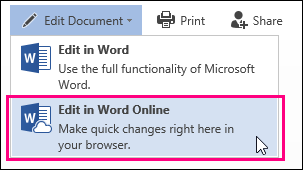 Edit Document Print Share
Edit in Word
Use the full functionality of Microsoft
Word.
Edit in Word Online
Make quick changes right here in
your browser.